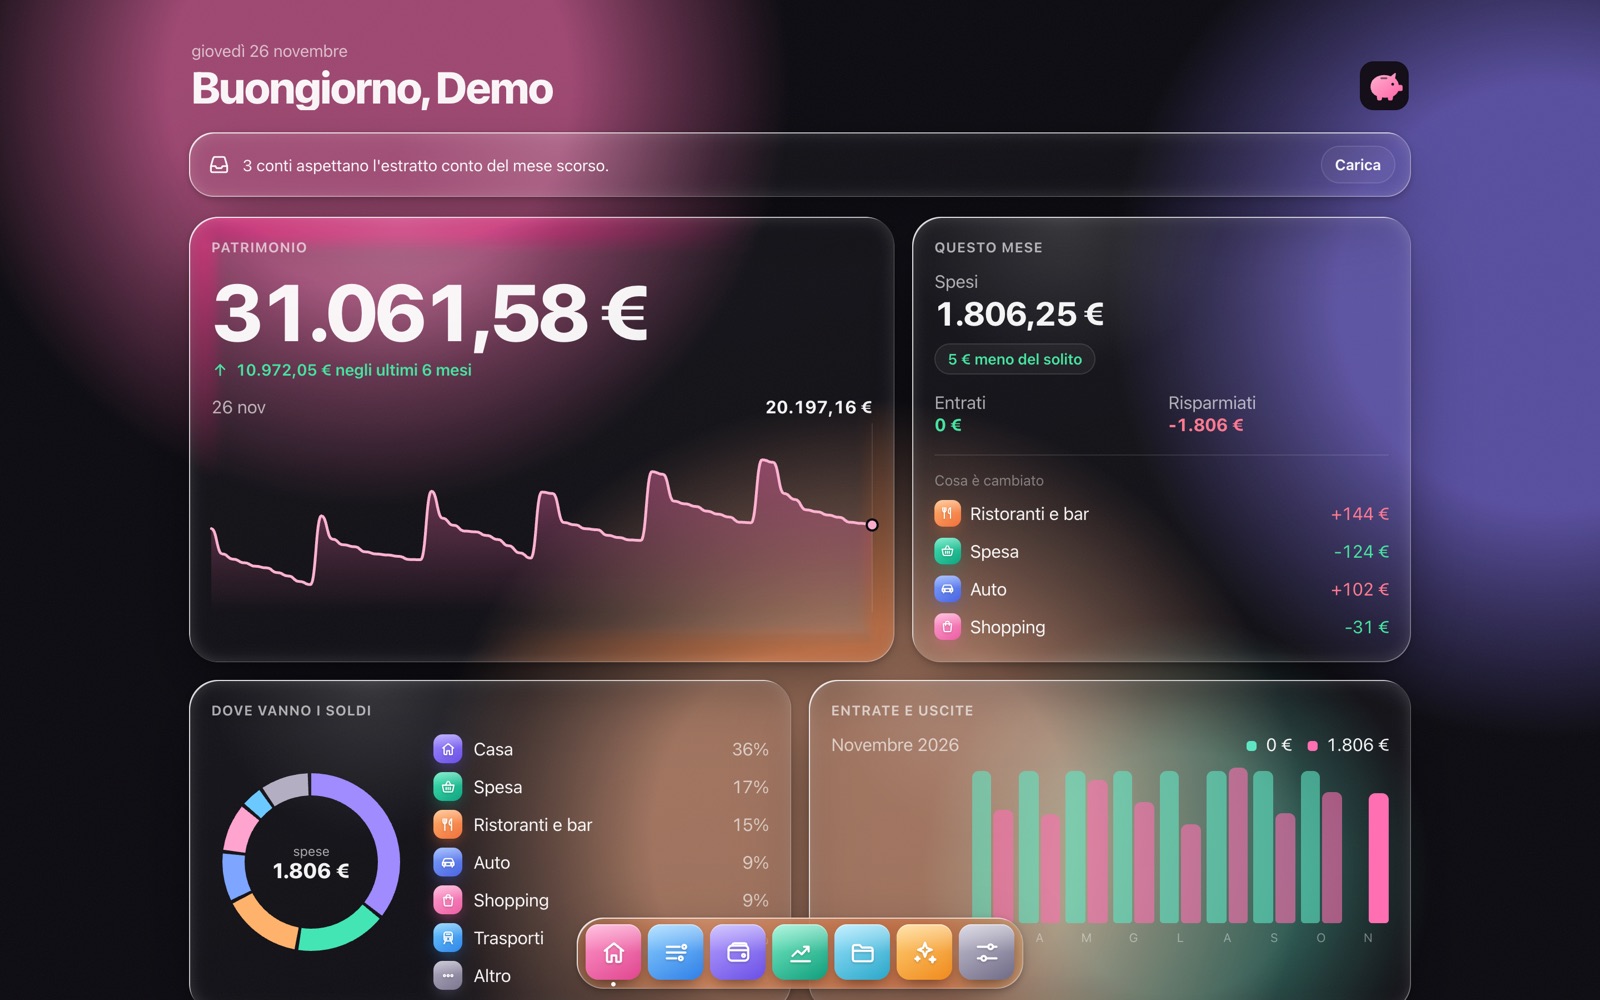 giovedì 26 novembre
Buongiorno, Demo
3 conti aspettano l'estratto conto del mese scorso.
Carica
PATRIMONIO
31.061,58 €
↑ 10.972,05 € negli ultimi 6 mesi
26 nov
20.197,16 €
QUESTO MESE
Spesi
1.806,25 €
5 € meno del solito
Entrati
0 €
Risparmiati
-1.806 €
Cosa è cambiato
Ristoranti e bar
+144 €
Spesa
-124 €
Auto
+102 €
Shopping
-31 €
DOVE VANNO I SOLDI
spese
1.806 €
Casa
36%
Spesa
17%
Ristoranti e bar
15%
Auto
9%
Shopping
9%
Trasporti
Altro
ENTRATE E USCITE
Novembre 2026
0 €
1.806 €
A M G L A S O N